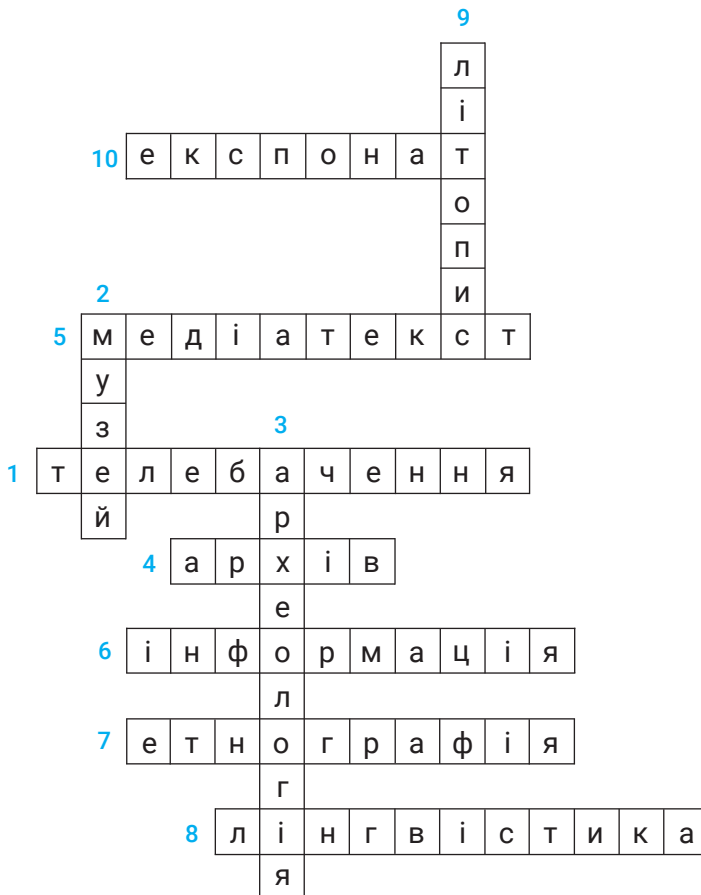 9
л
і
10 е к с п о н а т
о
п
2 и
5 м е д і а т е к с т
у
з 3
1 т е л е б а ч е н н я
й р
4 а р х і в
е
6 і н ф о р м а ц і я
л
7 е т н о г р а ф і я
г
8 л і н г в і с т и к а
я